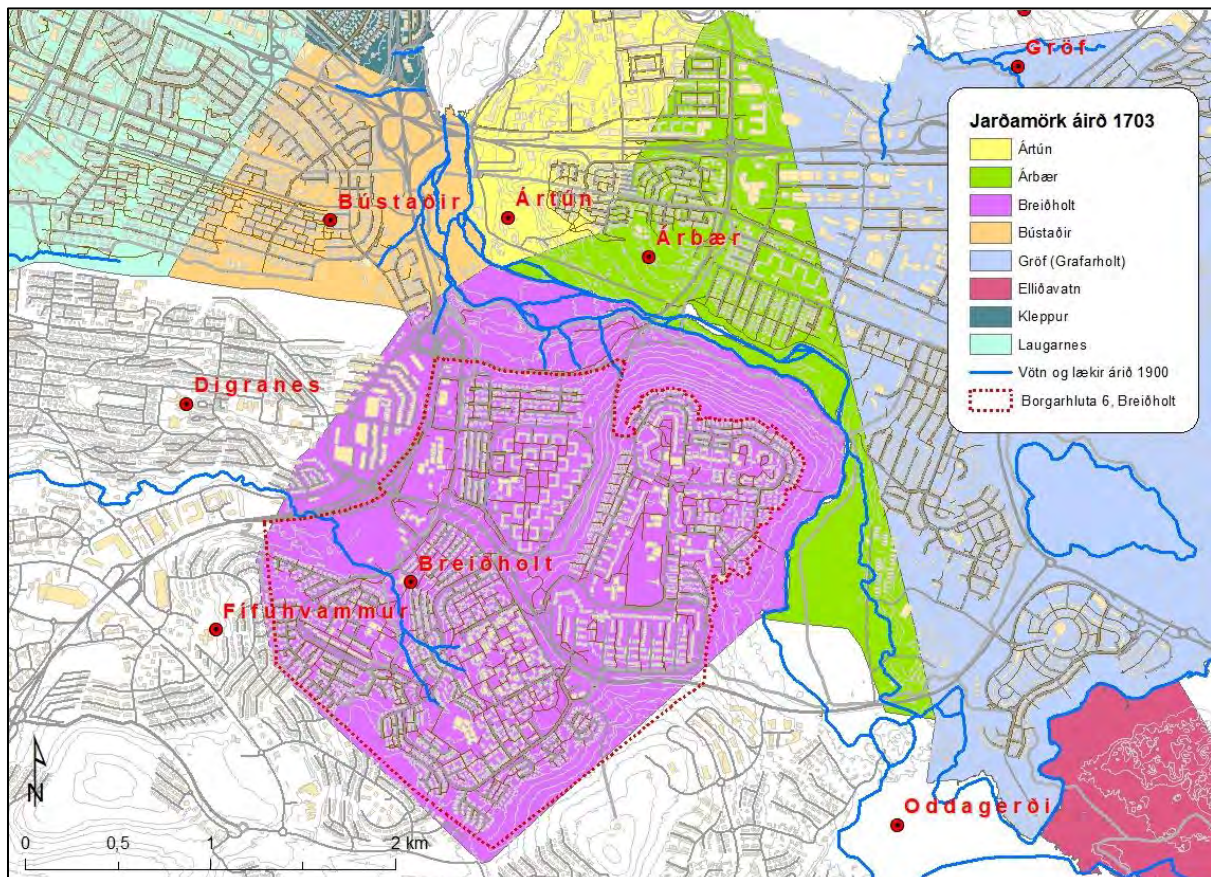 Gröf
Jarðamörk áirð 1703
Ártún
Árbær
Breiðholt
Bústaðir
Gröf (Grafarholt)
Elliðavatn
Kleppur
Laugarnes
Vötn og lækir árið 1900
Borgarhluta 6, Breiðholt
Bústaðir
Ártún
Árbær
Digranes
Breiðholt
Fífuhvammur
Oddagerði
N
0 0,5 1 2 km